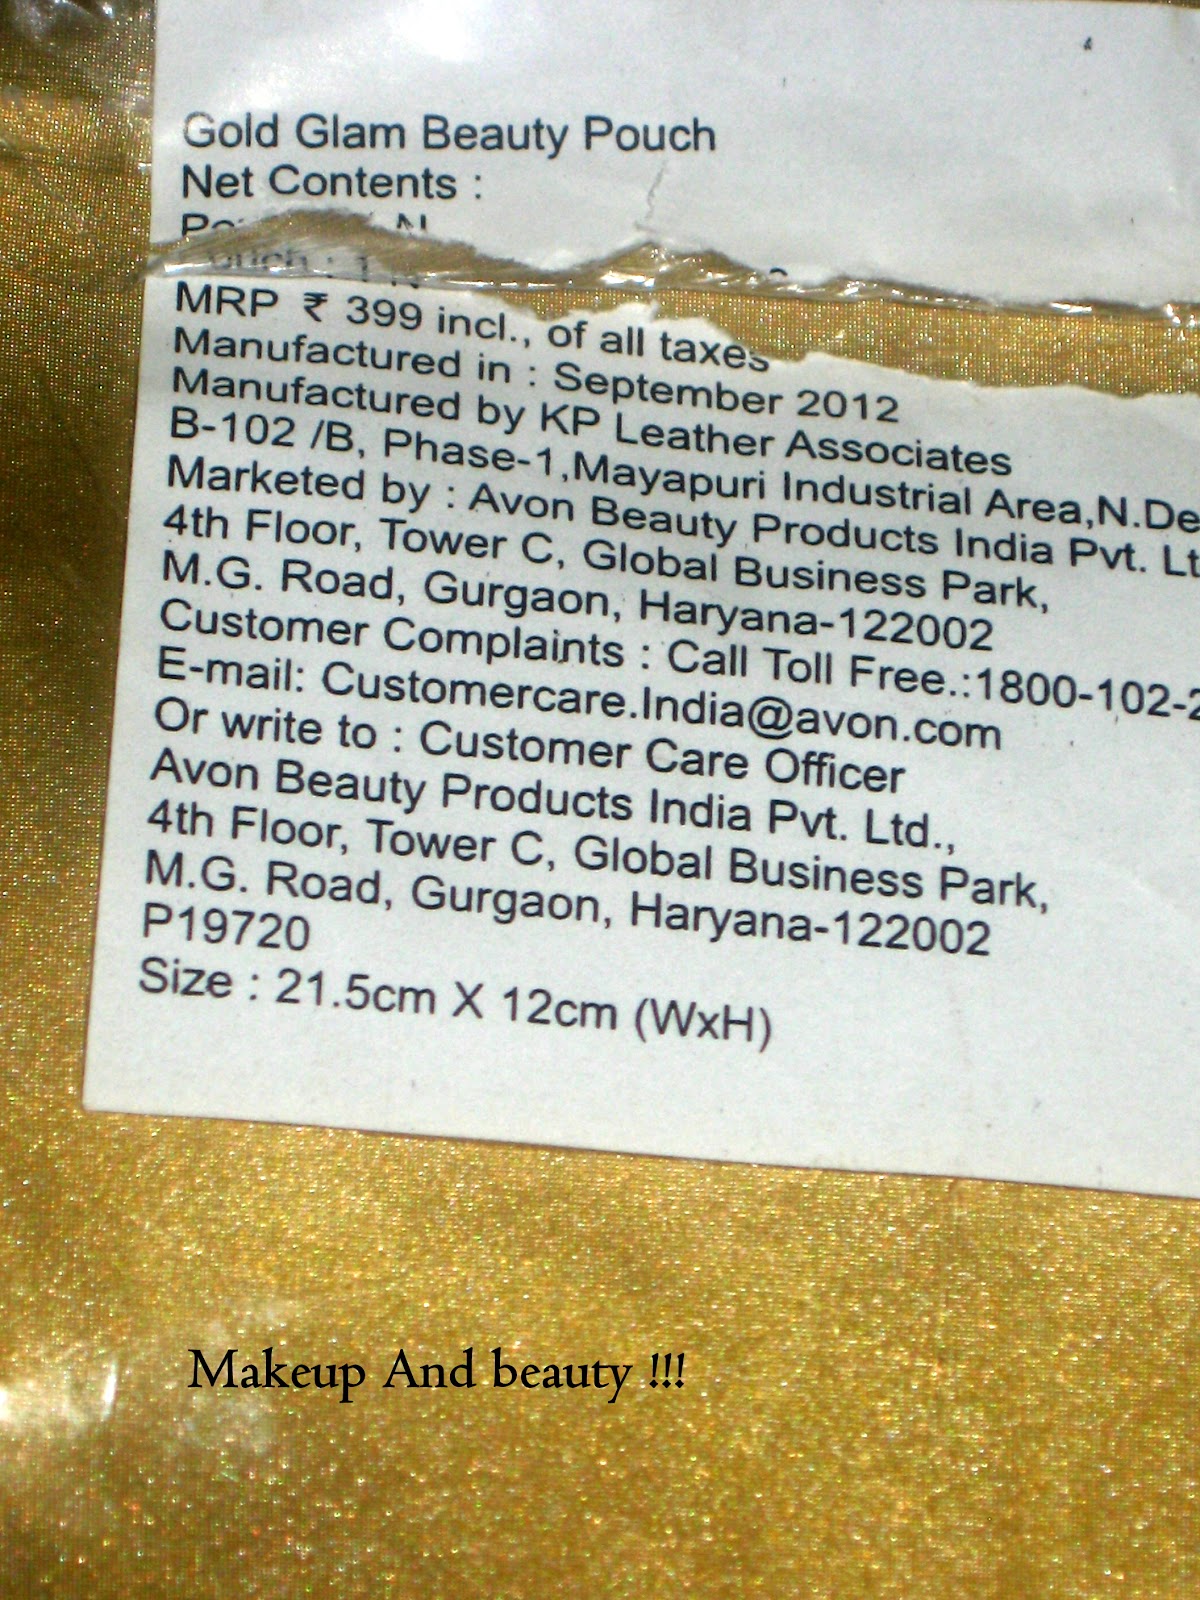 Gold Glam Beauty Pouch
Net Contents :
Pouch : 1 N
MRP ₹ 399 incl., of all taxes
Manufactured in : September 2012
Manufactured by KP Leather Associates
B-102 /B, Phase-1,Mayapuri Industrial Area,N.De
Marketed by : Avon Beauty Products India Pvt. Lt
4th Floor, Tower C, Global Business Park,
M.G. Road, Gurgaon, Haryana-122002
Customer Complaints : Call Toll Free.:1800-102-2
E-mail: Customercare.India@avon.com
Or write to : Customer Care Officer
Avon Beauty Products India Pvt. Ltd.,
4th Floor, Tower C, Global Business Park,
M.G. Road, Gurgaon, Haryana-122002
P19720
Size : 21.5cm X 12cm (WxH)
Makeup And beauty !!!